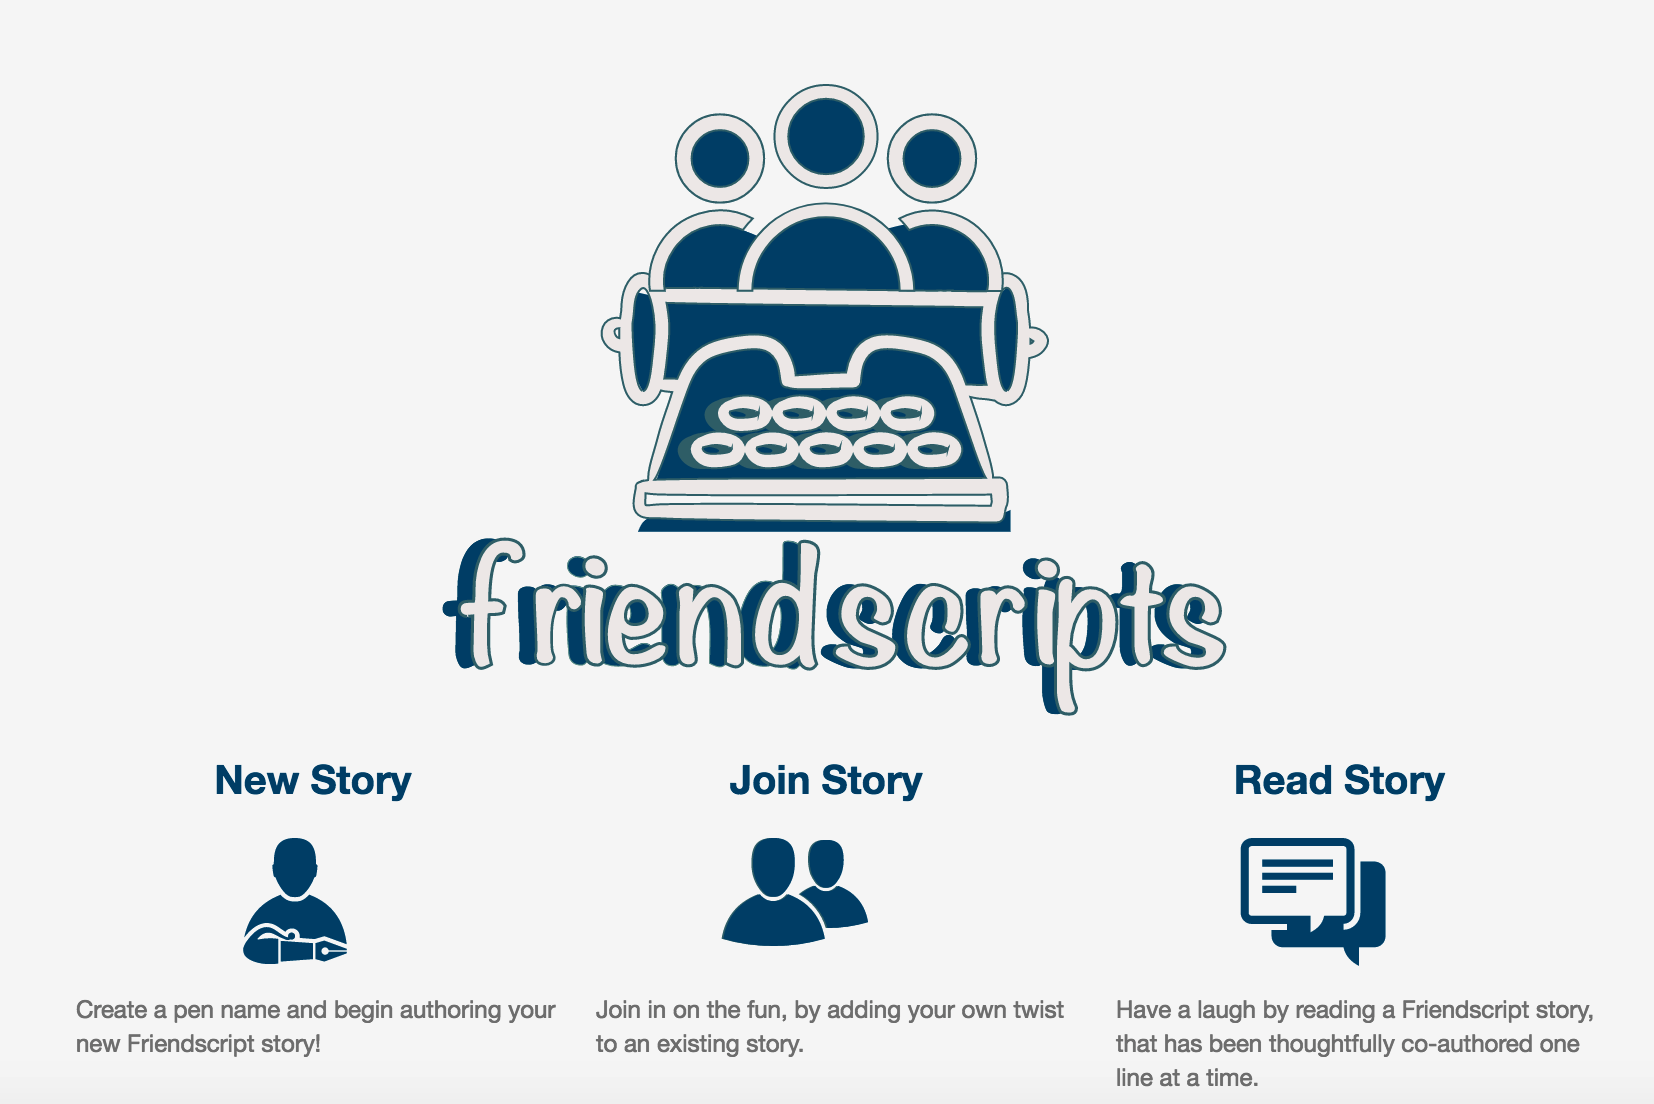 friendscripts
New Story
Join Story
Read Story
Create a pen name and begin authoring your
new Friendscript story!
Join in on the fun, by adding your own twist
to an existing story.
Have a laugh by reading a Friendscript story,
that has been thoughtfully co-authored one
line at a time.